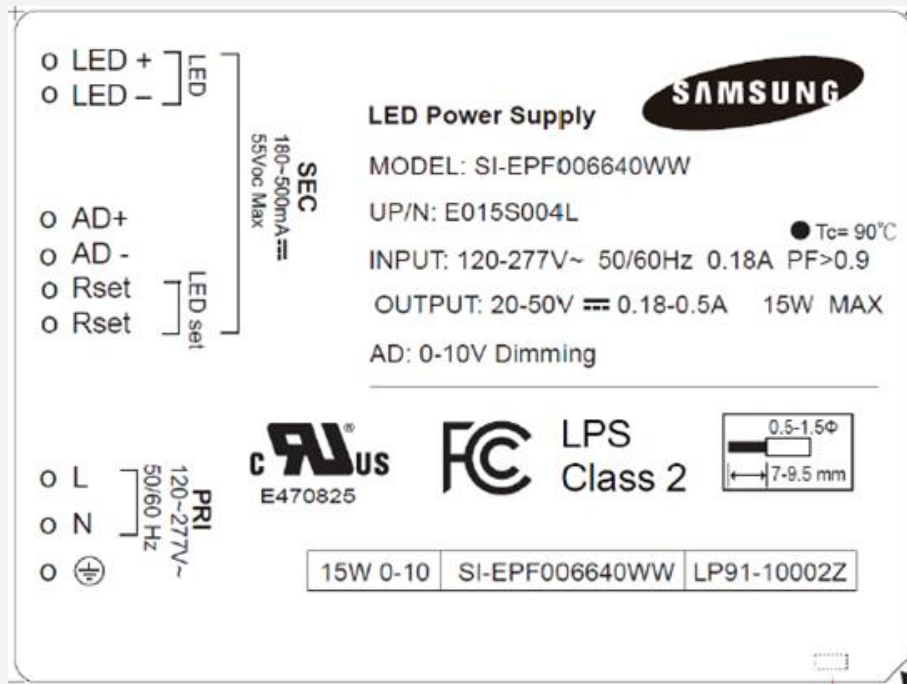 LED +
LED –
LED
SEC
180~500mA⎓
55Voc Max
AD+
AD -
Rset
Rset
LED set
L
N
PRI
120~277V~
50/60 Hz
SAMSUNG
LED Power Supply
MODEL: SI-EPF006640WW
UP/N: E015S004L
Tc= 90℃
INPUT: 120-277V~ 50/60Hz 0.18A PF>0.9
OUTPUT: 20-50V ⎓ 0.18-0.5A 15W MAX
AD: 0-10V Dimming
c RU US ®
E470825
FC
LPS
Class 2
0.5-1.5Φ
7-9.5 mm
15W 0-10 SI-EPF006640WW LP91-10002Z